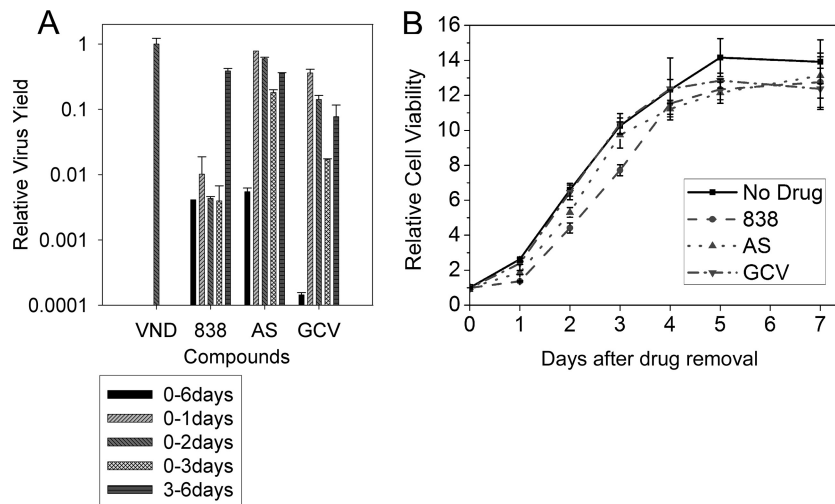 A
Relative Virus Yield
1
0.1
0.01
0.001
0.0001
VND 838 AS GCV
Compounds
0-6days
0-1days
0-2days
0-3days
3-6days
B
Relative Cell Viability
16
14
12
10
8
6
4
2
0
0 1 2 3 4 5 6 7
Days after drug removal
No Drug
838
AS
GCV